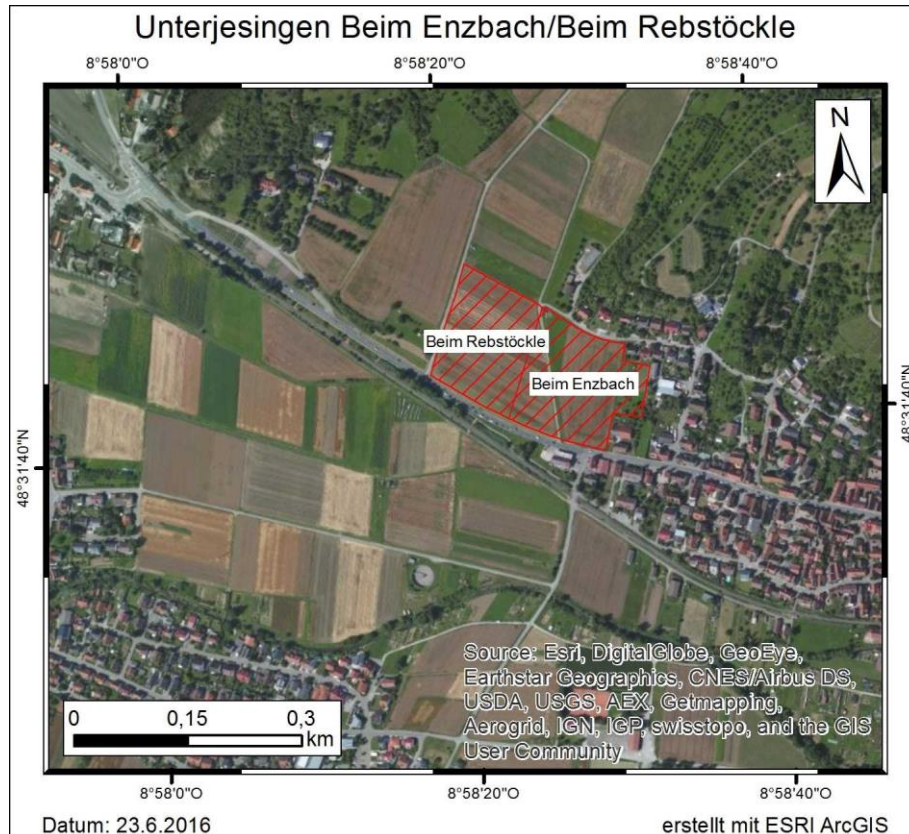 Unterjesingen Beim Enzbach/Beim Rebstöckle
8°58'0"O 8°58'20"O 8°58'40"O
N
Beim Rebstöckle
Beim Enzbach
48°31'40"N
48°31'40"N
Source: Esri, DigitalGlobe, GeoEye,
Earthstar Geographics, CNES/Airbus DS,
USDA, USGS, AEX, Getmapping,
Aerogrid, IGN, IGP, swisstopo, and the GIS
User Community
0 0,15 0,3
km
8°58'0"O 8°58'20"O 8°58'40"O
Datum: 23.6.2016 erstellt mit ESRI ArcGIS